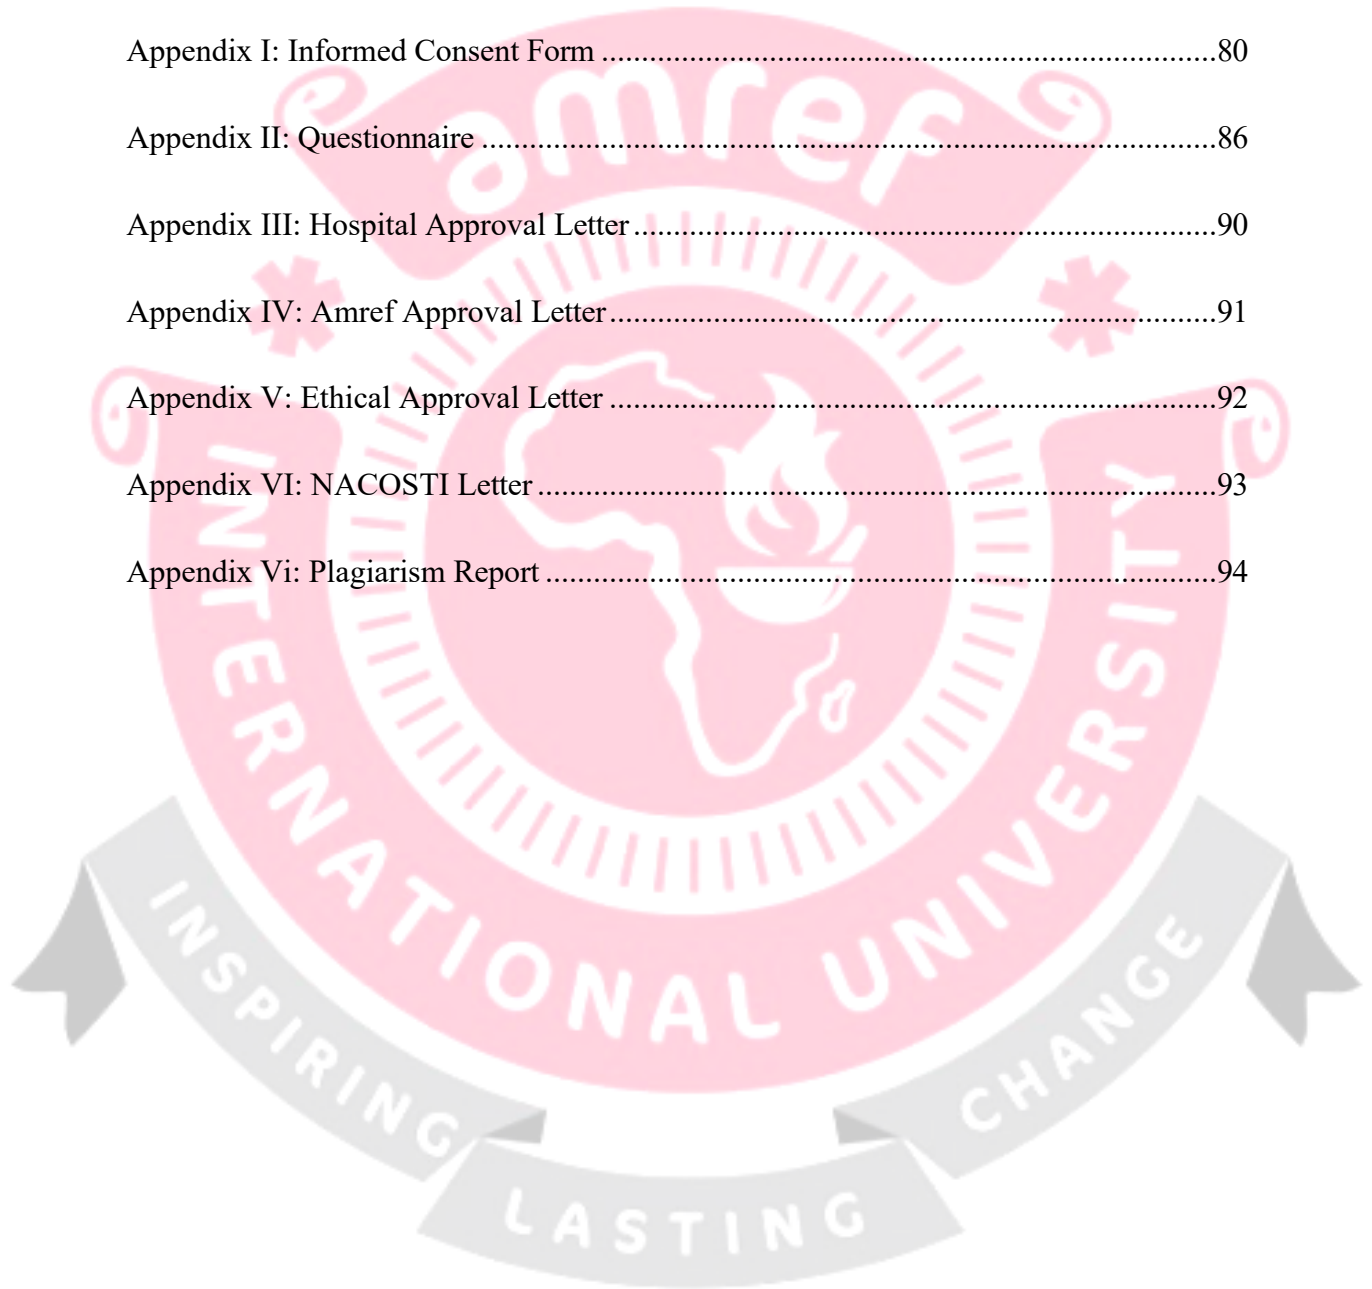 Appendix I: Informed Consent Form ............................................................................80
Appendix II: Questionnaire ...........................................................................................86
Appendix III: Hospital Approval Letter ........................................................................90
Appendix IV: Amref Approval Letter ...........................................................................91
Appendix V: Ethical Approval Letter ...........................................................................92
Appendix VI: NACOSTI Letter ....................................................................................93
Appendix Vi: Plagiarism Report ...................................................................................94
amref
INTERNATIONAL UNIVERSITY
INSPIRING LASTING CHANGE